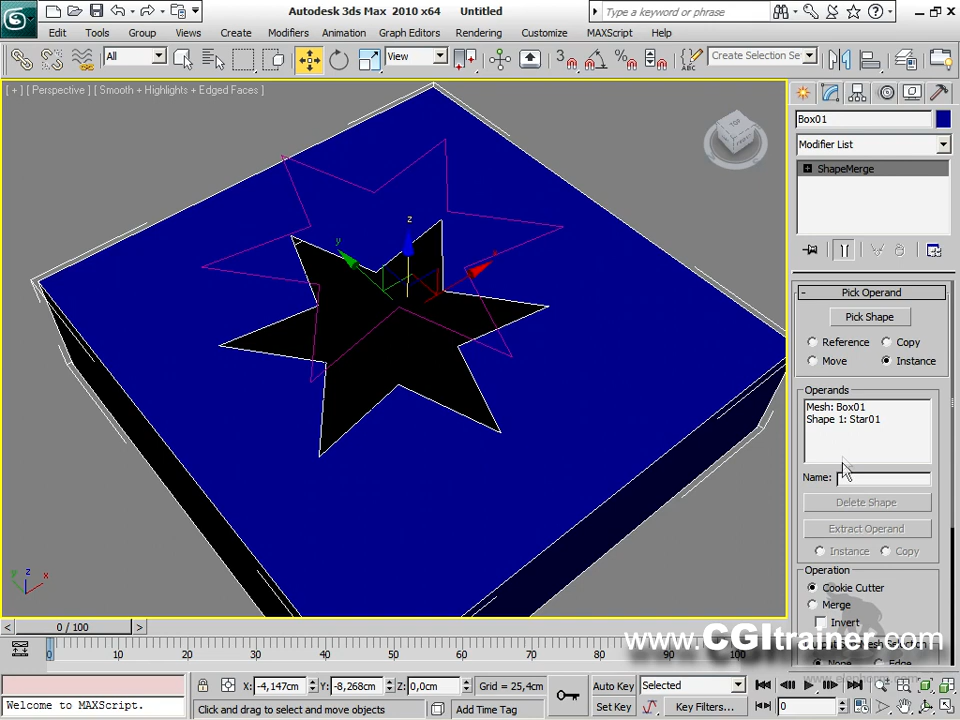 Autodesk 3ds Max 2010 x64 Untitled
Type a keyword or phrase
Edit Tools Group Views Create Modifiers Animation Graph Editors Rendering Customize MAXScript Help
All View 3 Create Selection Se
[ + ] [ Perspective ] [ Smooth + Highlights + Edged Faces ]
TOP
Box01
Modifier List
ShapeMerge
z
y
x
Pick Operand
Pick Shape
Reference Copy
Move Instance
Operands
Mesh: Box01
Shape 1: Star01
Name:
Delete Shape
Extract Operand
Instance Copy
Operation
Cookie Cutter
Merge
Invert
z
y x
0 / 100
www.CGItrainer.com
0 10 20 30 40 50 60 70 80 90 100
None Edge
X: -4,147cm Y: -8,268cm Z: 0,0cm Grid = 25,4cm Auto Key Selected
Welcome to MAXScript. Click and drag to select and move objects Add Time Tag Set Key Key Filters... 0